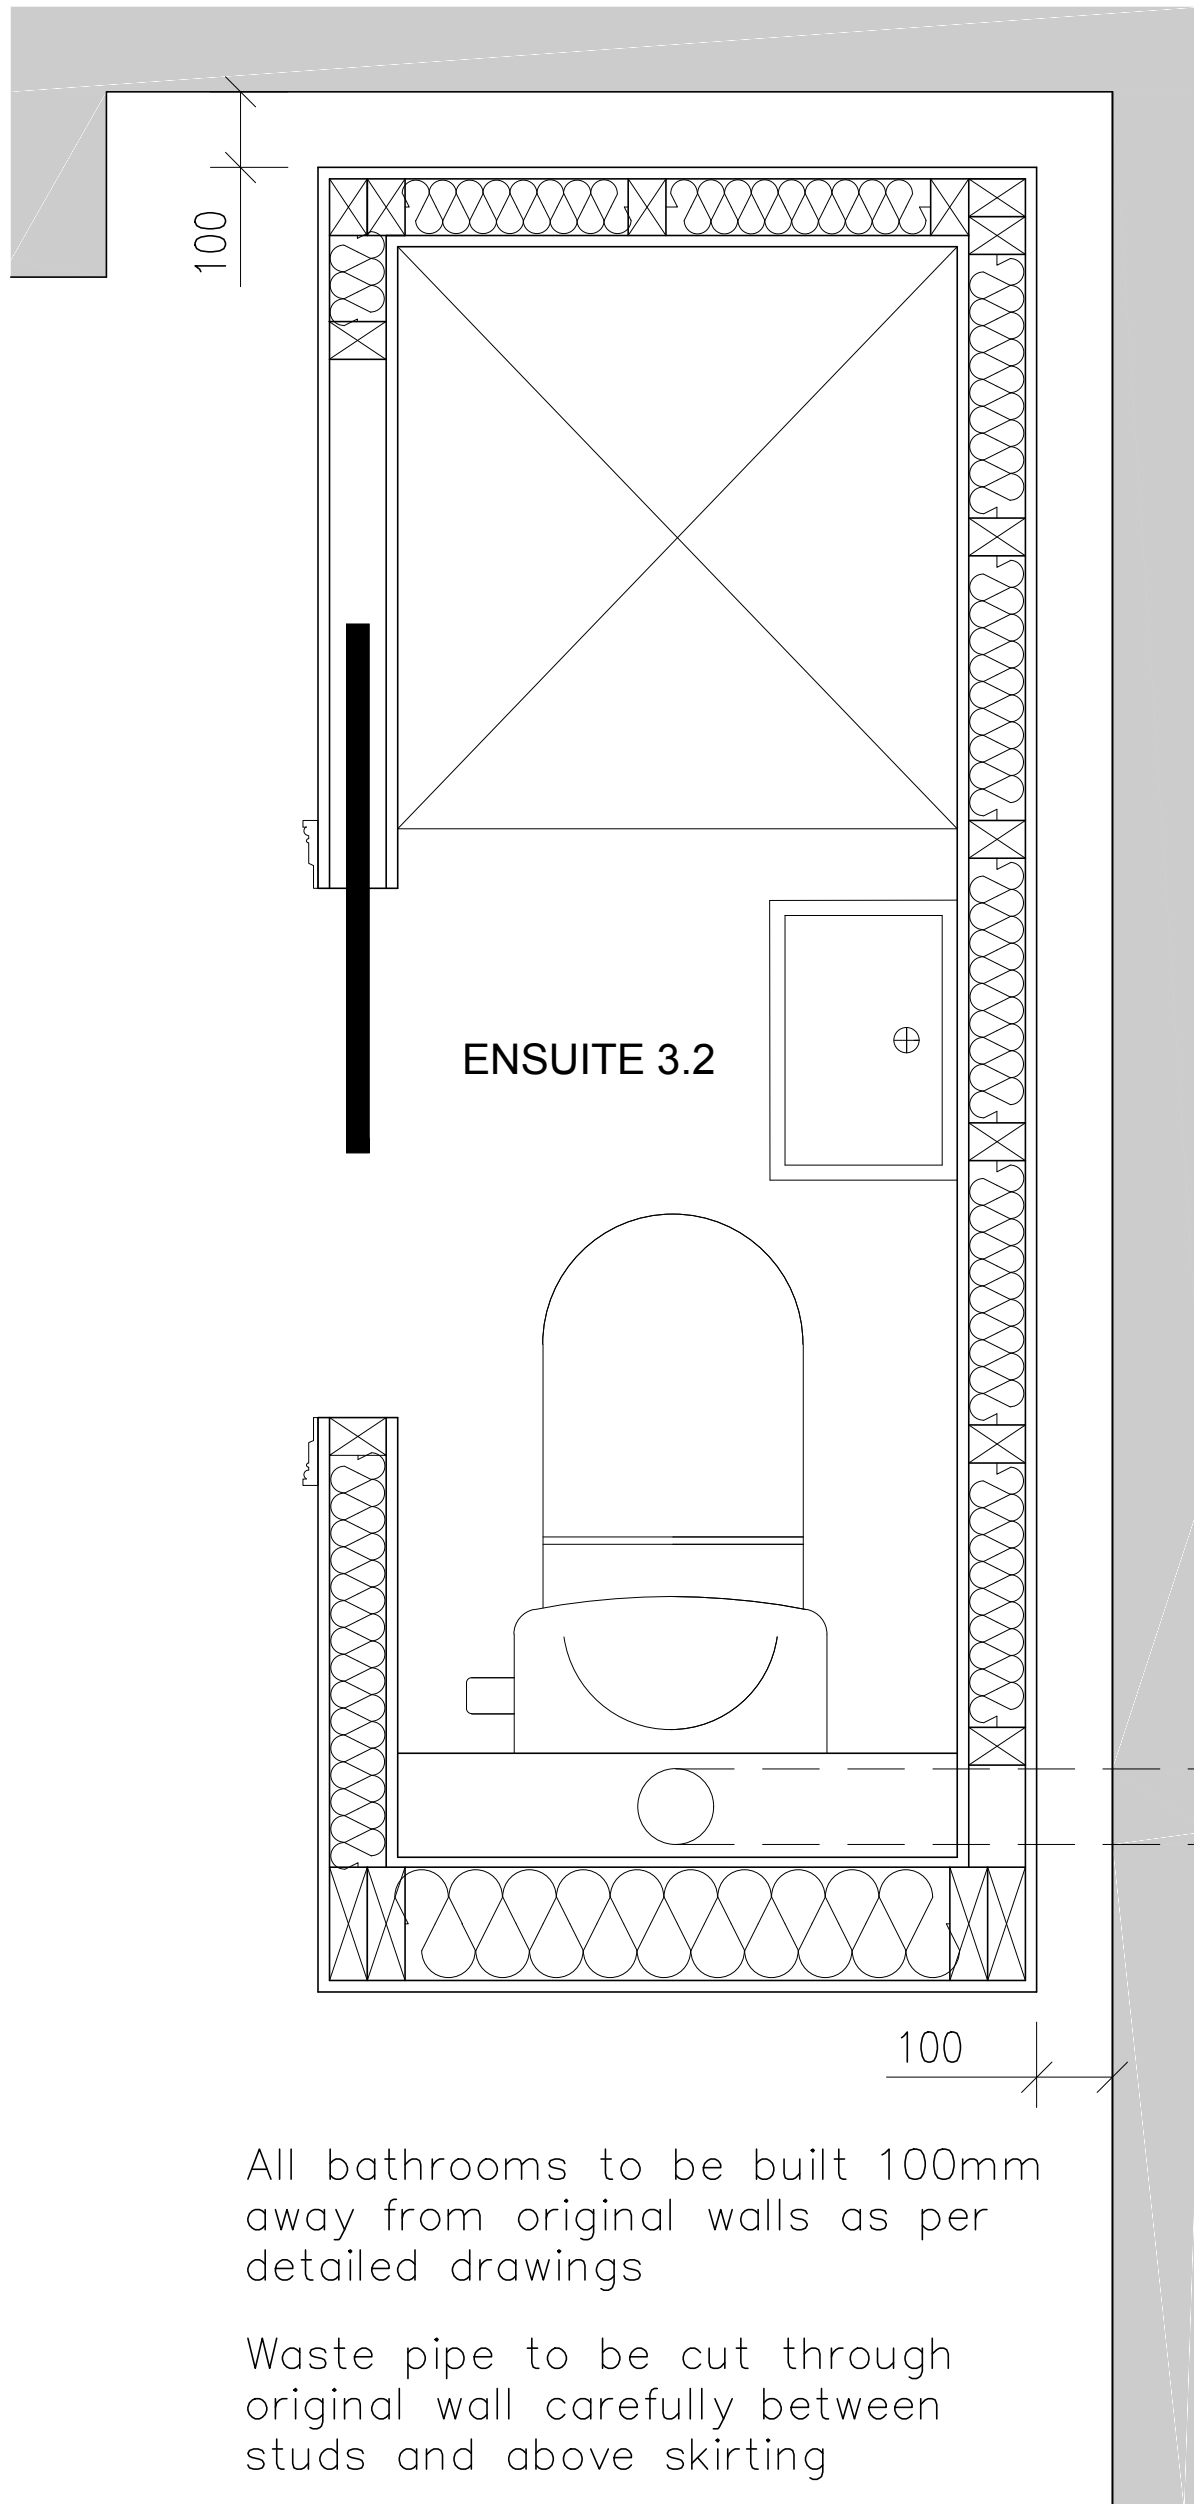 100
ENSUITE 3.2
100
All bathrooms to be built 100mm
away from original walls as per
detailed drawings
Waste pipe to be cut through
original wall carefully between
studs and above skirting